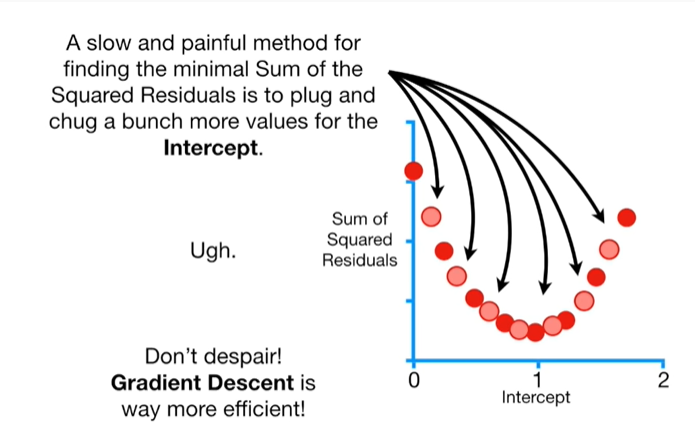 A slow and painful method for
finding the minimal Sum of the
Squared Residuals is to plug and
chug a bunch more values for the
Intercept.
Ugh.
Don’t despair!
Gradient Descent is
way more efficient!
Sum of
Squared
Residuals
0 1 2
Intercept